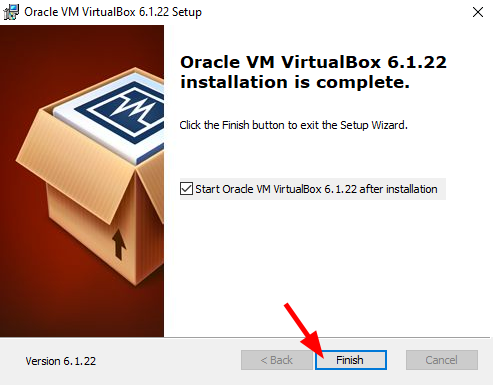 Oracle VM VirtualBox 6.1.22 Setup
Oracle VM VirtualBox 6.1.22
installation is complete.
Click the Finish button to exit the Setup Wizard.
Start Oracle VM VirtualBox 6.1.22 after installation
Version 6.1.22
< Back
Finish
Cancel